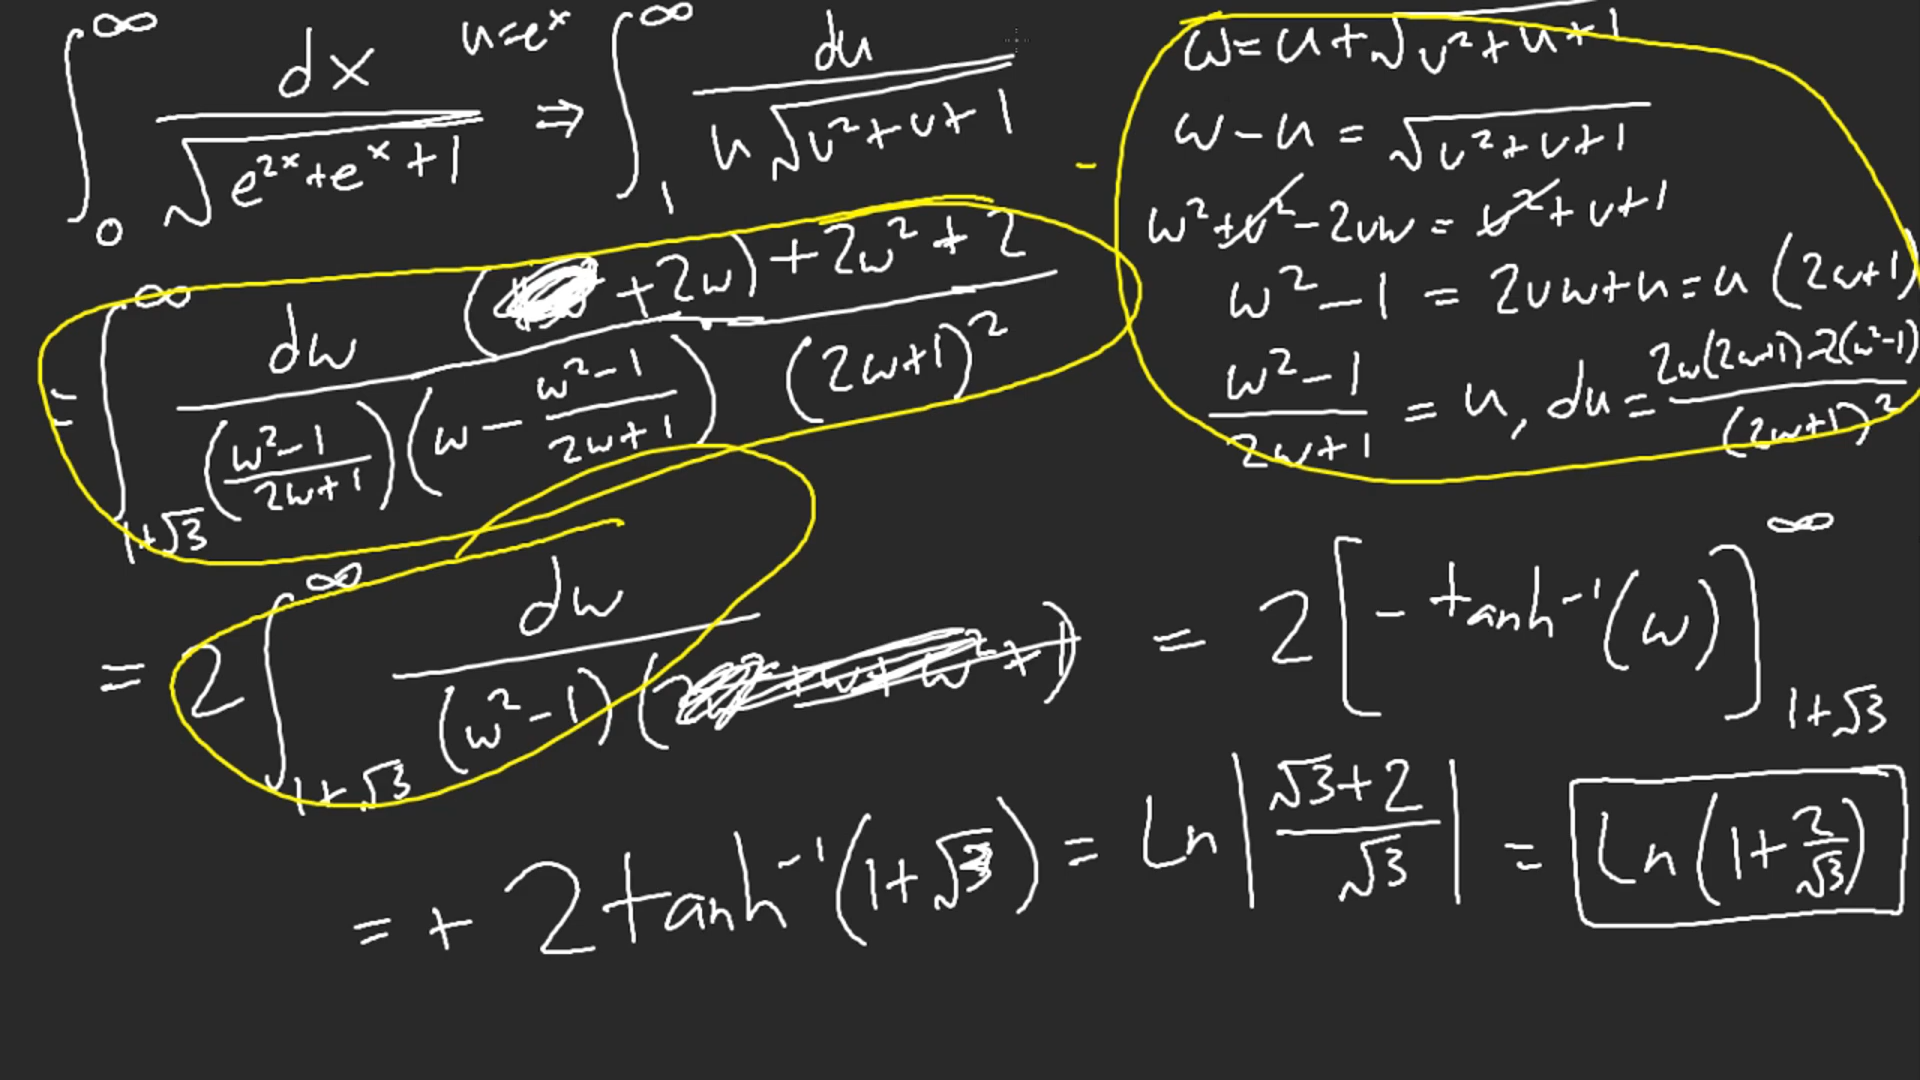 ∫₀^∞ dx / √(e^{2x} + e^x + 1)   u=e^x   ⇒ ∫₁^∞ du / (u√(u²+u+1))
w = u + √(u²+u+1)
w - u = √(u²+u+1)
w² + u² - 2uw = u² + u + 1
w² - 1 = 2uw + u = u(2w+1)
(w²-1)/(2w+1) = u, du = (2w(2w+1) - 2(w²-1))/(2w+1)²
= ∫_{1+√3}^∞ dw ( +2w) + 2w² + 2 / ((w²-1)/(2w+1))(w - (w²-1)/(2w+1)) (2w+1)²
= 2 ∫_{1+√3}^∞ dw / (w²-1) = 2[-tanh⁻¹(w)]_{1+√3}^∞
= + 2tanh⁻¹(1+√3) = Ln|(√3+2)/√3| = Ln(1 + 2/√3)